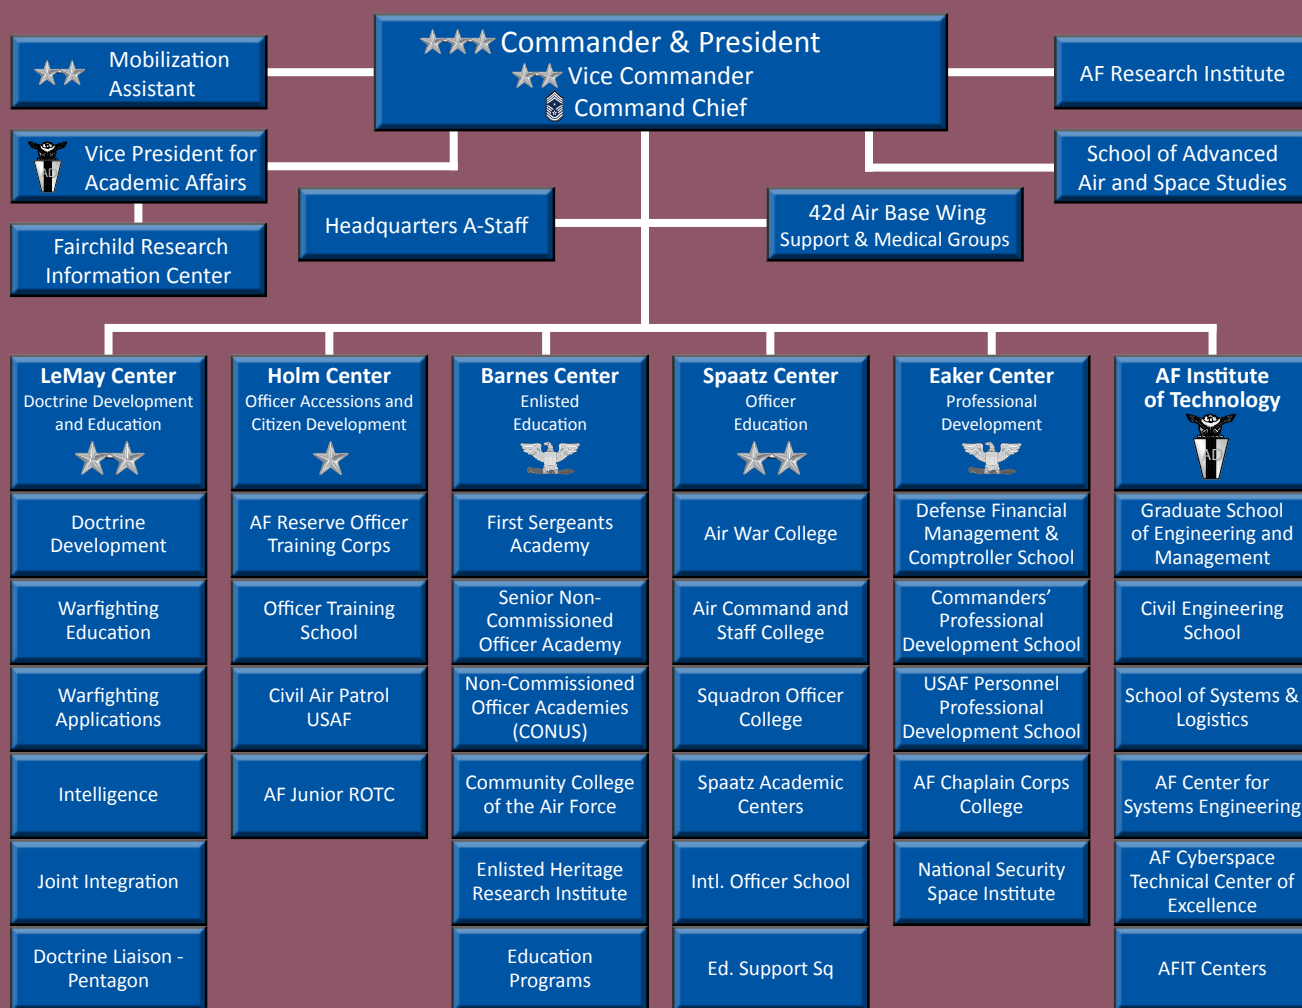 Commander & President
Vice Commander
Command Chief
Mobilization
Assistant
AF Research Institute
Vice President for
Academic Affairs
AD
School of Advanced
Air and Space Studies
Headquarters A-Staff
42d Air Base Wing
Support & Medical Groups
Fairchild Research
Information Center
LeMay Center
Doctrine Development
and Education
Doctrine
Development
Warfighting
Education
Warfighting
Applications
Intelligence
Joint Integration
Doctrine Liaison -
Pentagon
Holm Center
Officer Accessions and
Citizen Development
AF Reserve Officer
Training Corps
Officer Training
School
Civil Air Patrol
USAF
AF Junior ROTC
Barnes Center
Enlisted
Education
First Sergeants
Academy
Senior Non-
Commissioned
Officer Academy
Non-Commissioned
Officer Academies
(CONUS)
Community College
of the Air Force
Enlisted Heritage
Research Institute
Education
Programs
Spaatz Center
Officer
Education
Air War College
Air Command and
Staff College
Squadron Officer
College
Spaatz Academic
Centers
Intl. Officer School
Ed. Support Sq
Eaker Center
Professional
Development
Defense Financial
Management &
Comptroller School
Commanders’
Professional
Development School
USAF Personnel
Professional
Development School
AF Chaplain Corps
College
National Security
Space Institute
AF Institute
of Technology
AD
Graduate School
of Engineering and
Management
Civil Engineering
School
School of Systems &
Logistics
AF Center for
Systems Engineering
AF Cyberspace
Technical Center of
Excellence
AFIT Centers